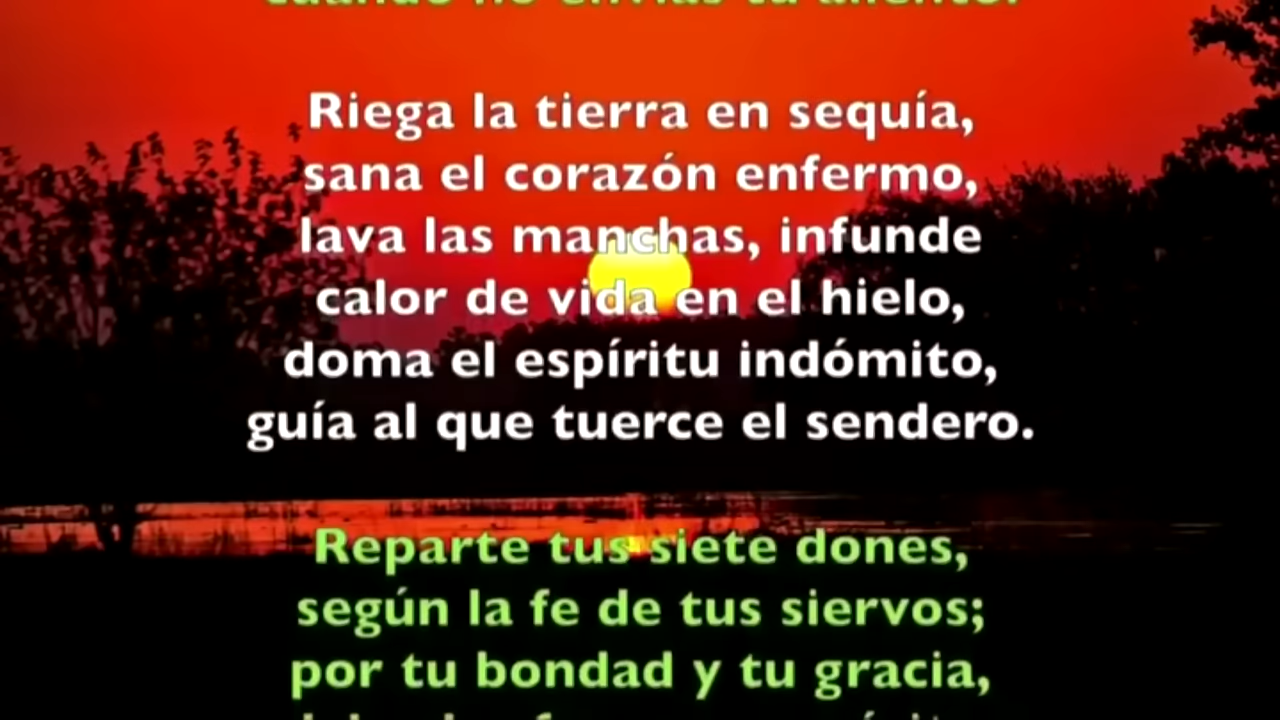 Riega la tierra en sequía,
sana el corazón enfermo,
lava las manchas, infunde
calor de vida en el hielo,
doma el espíritu indómito,
guía al que tuerce el sendero.
Reparte tus siete dones,
según la fe de tus siervos;
por tu bondad y tu gracia,